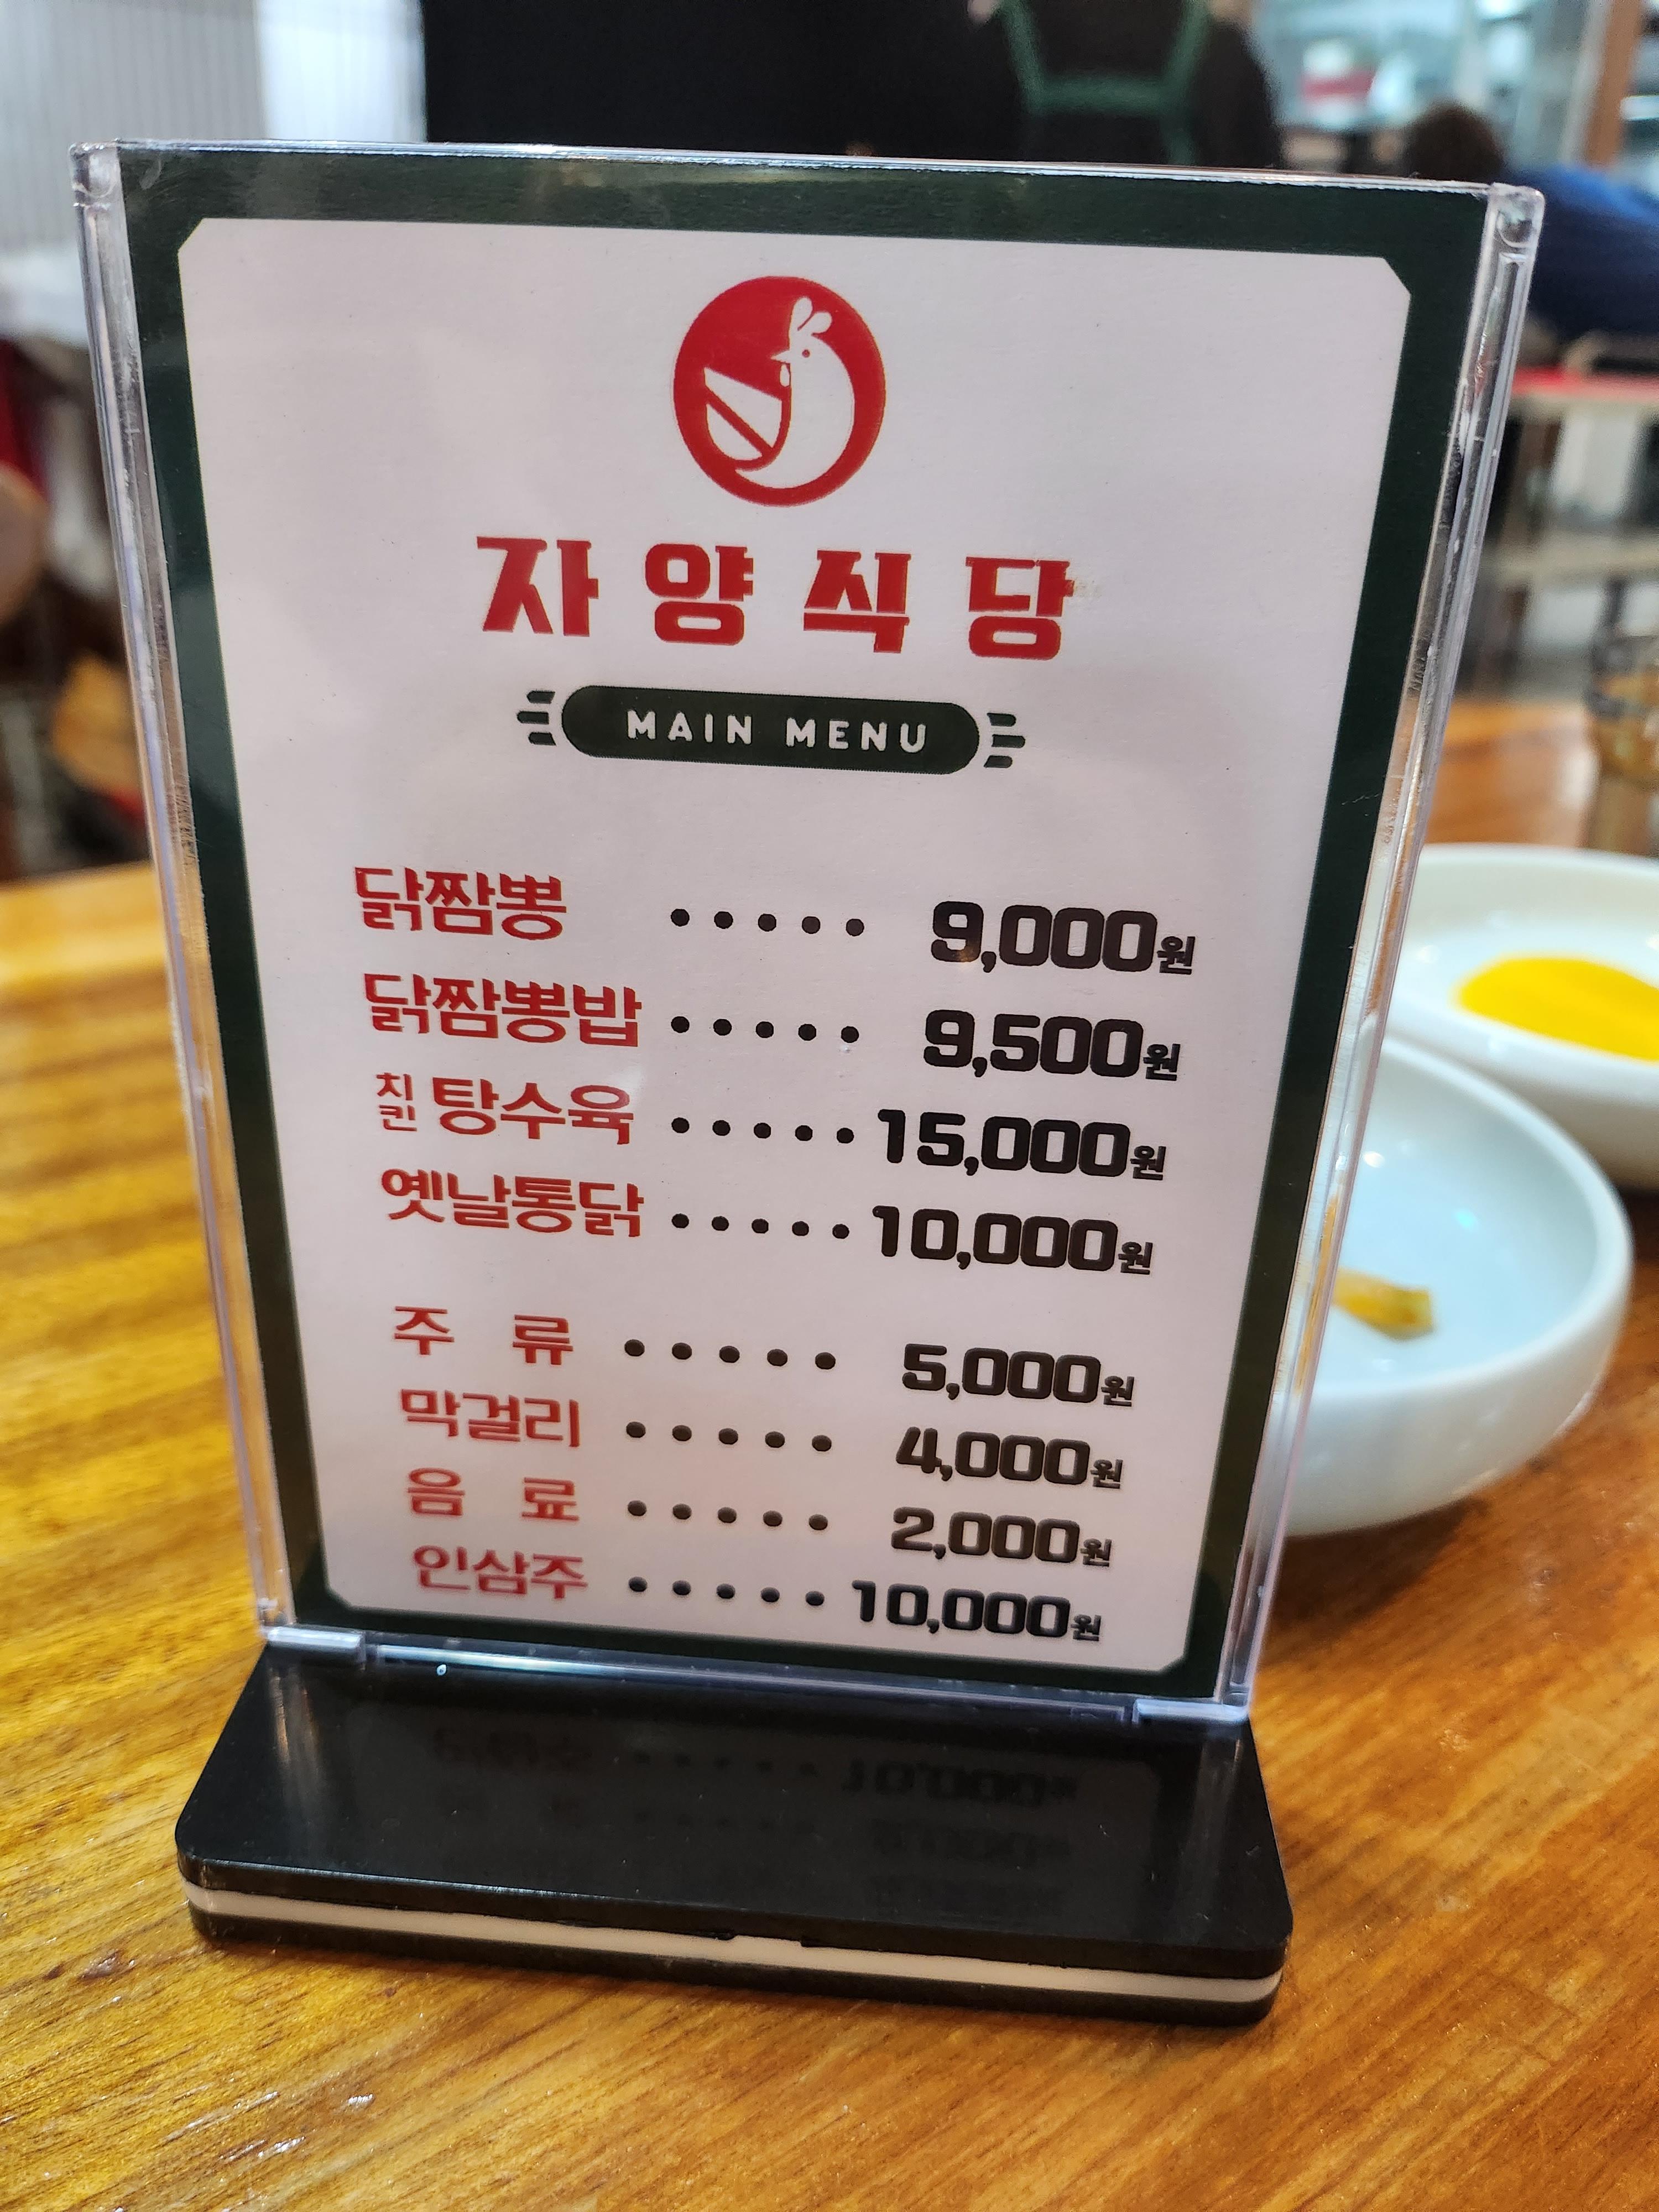 자양식당
MAIN MENU
닭짬뽕 ····· 9,000원
닭짬뽕밥 ····· 9,500원
치킨 탕수육 ····· 15,000원
옛날통닭 ····· 10,000원
주 류 ····· 5,000원
막걸리 ····· 4,000원
음 료 ····· 2,000원
인삼주 ····· 10,000원